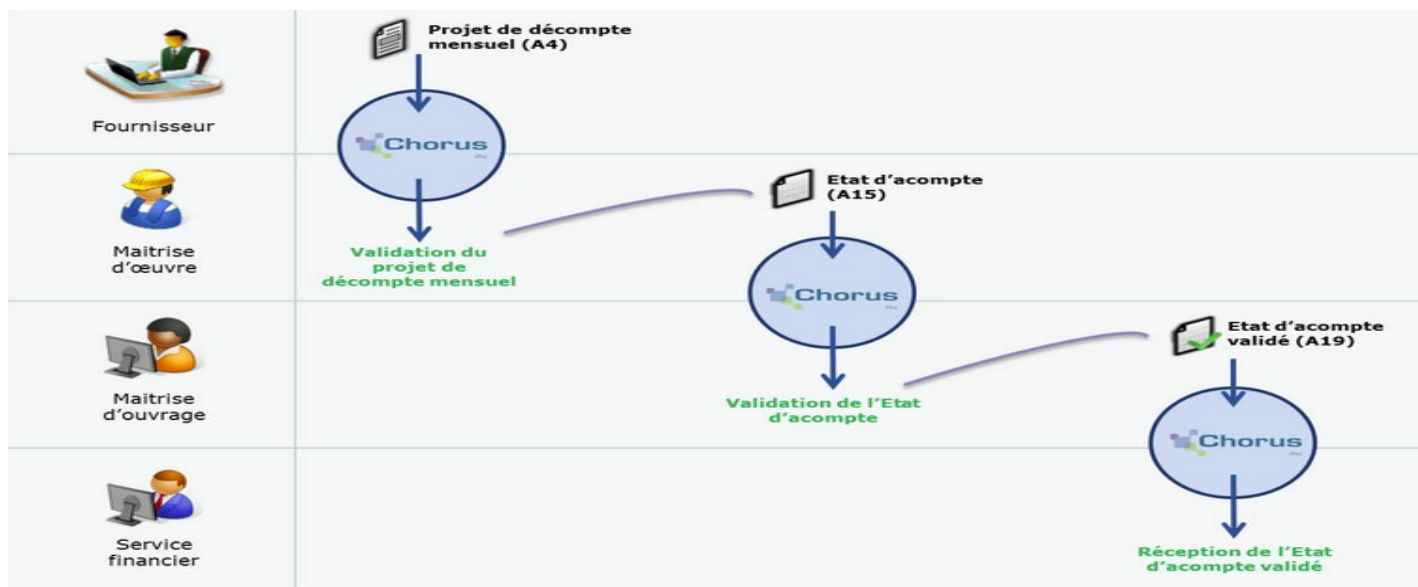 Projet de décompte
mensuel (A4)
Fournisseur
Chorus
Etat d'acompte
(A15)
Maitrise
d'œuvre
Validation du
projet de
décompte mensuel
Chorus
Etat d'acompte
validé (A19)
Maitrise
d'ouvrage
Validation de l'Etat
d'acompte
Chorus
Service
financier
Réception de l'Etat
d'acompte validé